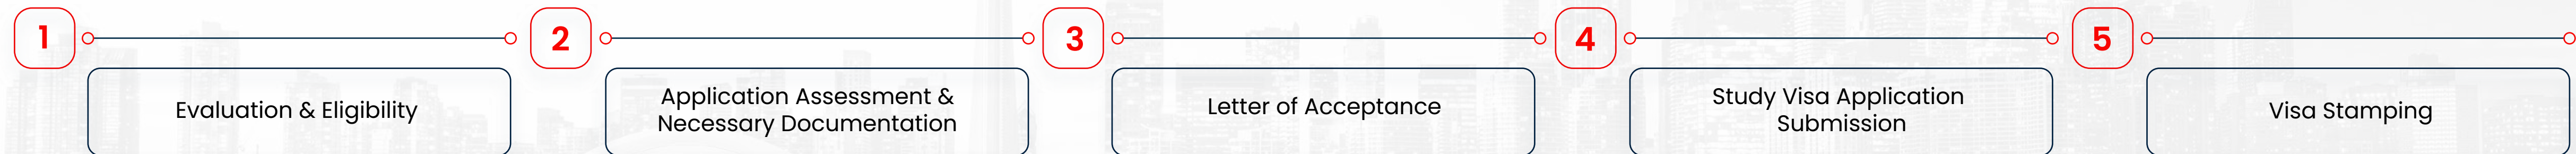 1
Evaluation & Eligibility
2
Application Assessment &
Necessary Documentation
3
Letter of Acceptance
4
Study Visa Application
Submission
5
Visa Stamping